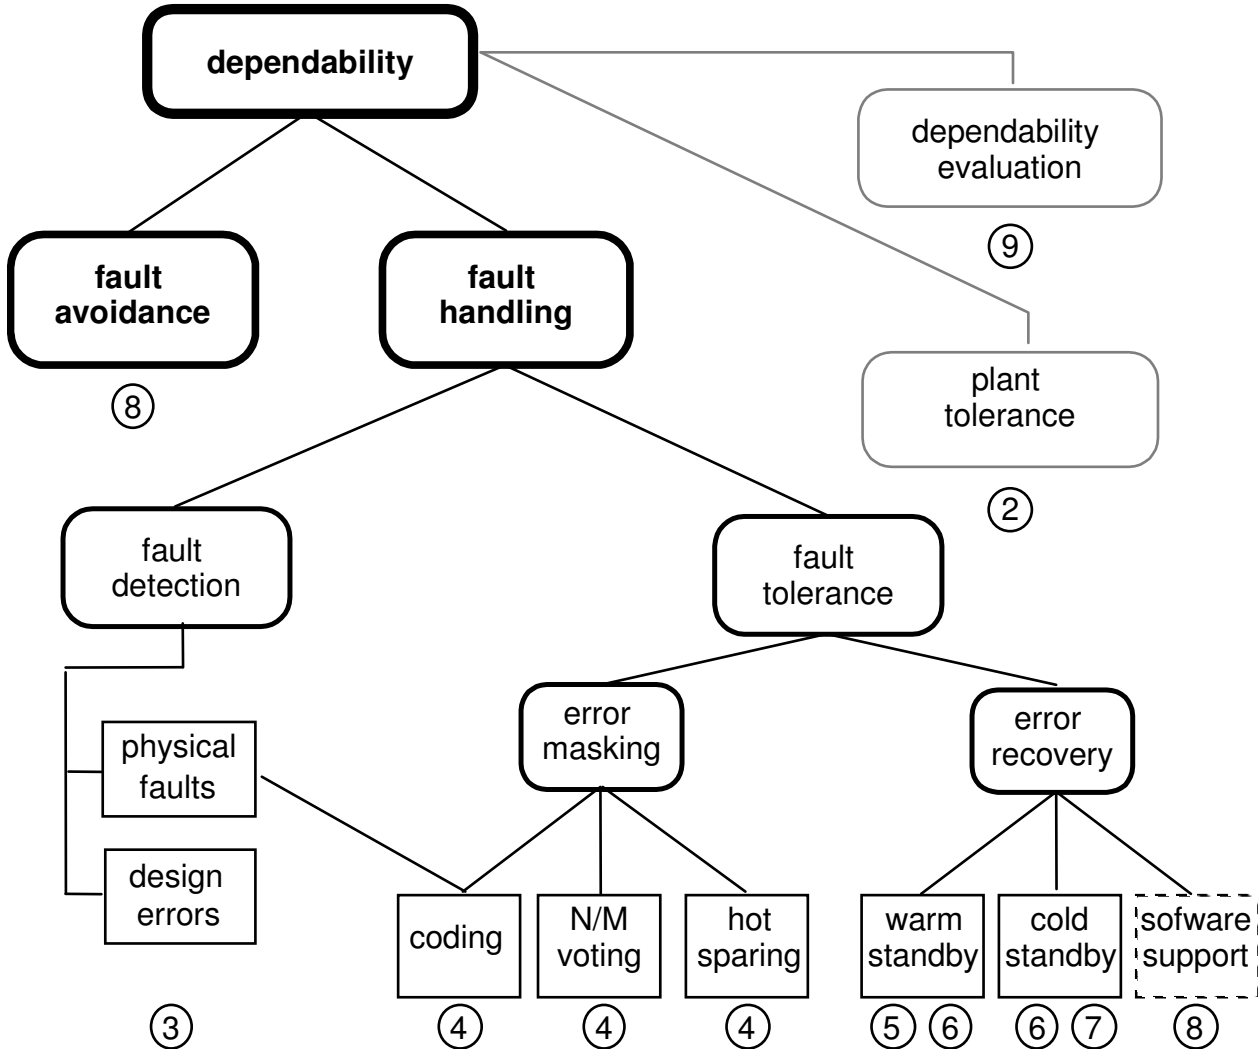 dependability
dependability
evaluation
9
fault
avoidance
8
fault
handling
plant
tolerance
2
fault
detection
fault
tolerance
physical
faults
design
errors
3
error
masking
error
recovery
coding
4
N/M
voting
4
hot
sparing
4
warm
standby
5 6
cold
standby
6 7
sofware
support
8